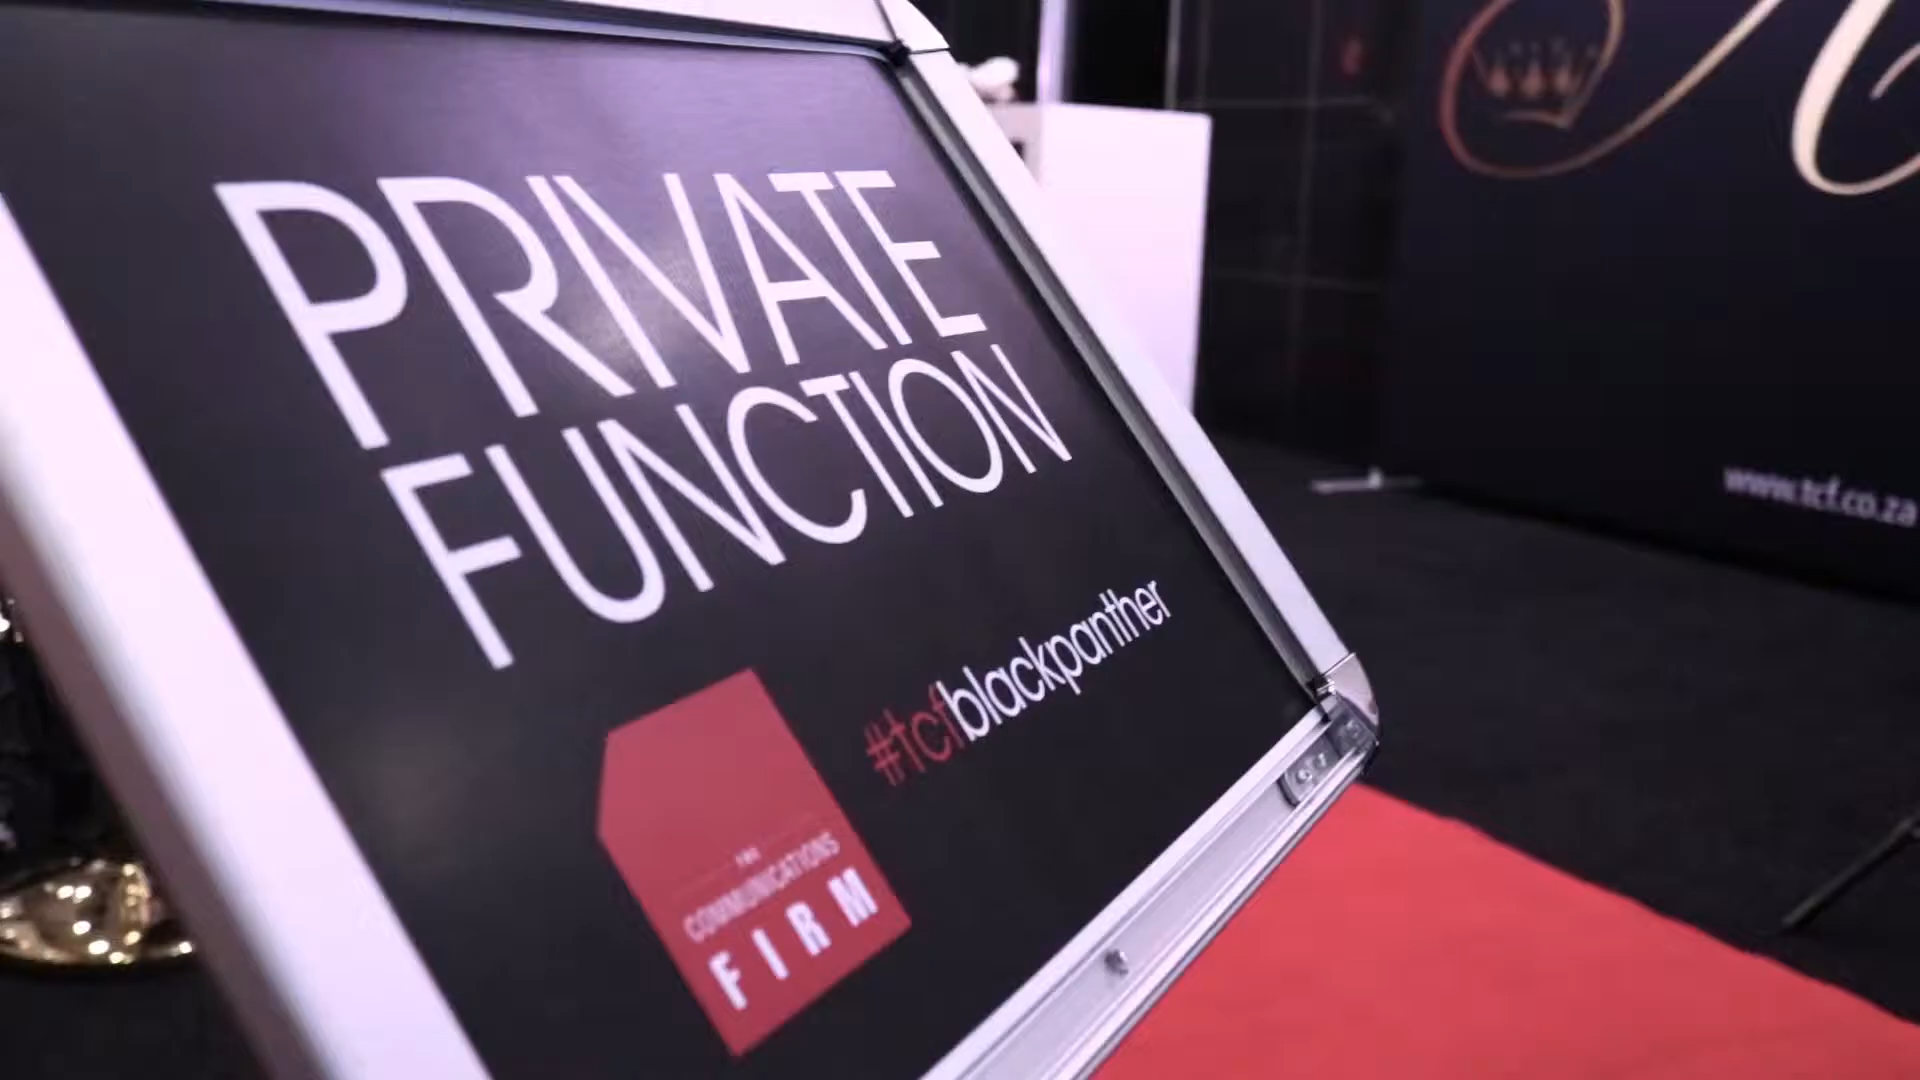 PRIVATE
FUNCTION
#tcfblackpanther
THE
COMMUNICATIONS
FIRM
www.tcf.co.za